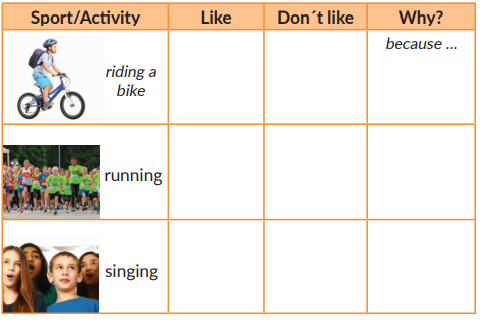 Sport/Activity Like Don´t like Why?
because ...
riding a
bike
running
singing